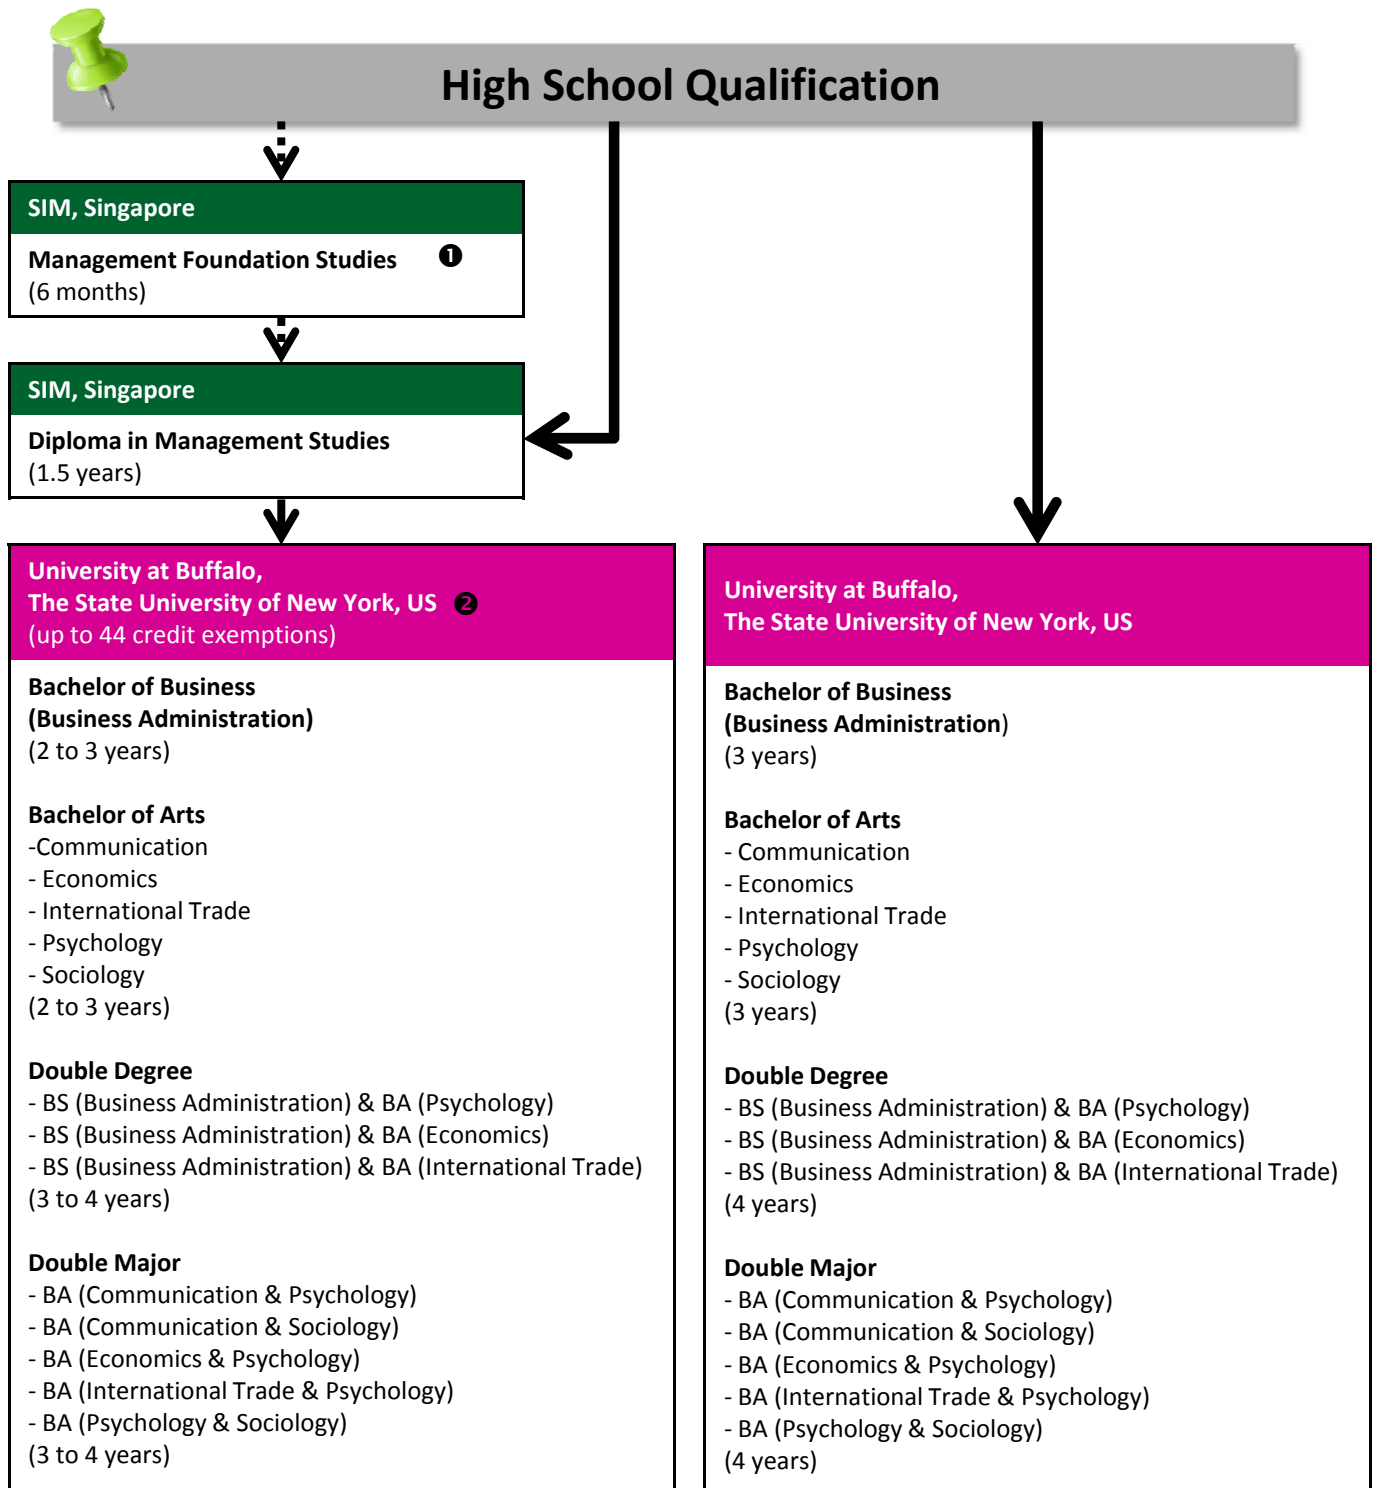 High School Qualification
SIM, Singapore
Management Foundation Studies ❶
(6 months)
SIM, Singapore
Diploma in Management Studies
(1.5 years)
University at Buffalo,
The State University of New York, US ❷
(up to 44 credit exemptions)
Bachelor of Business
(Business Administration)
(2 to 3 years)
Bachelor of Arts
-Communication
- Economics
- International Trade
- Psychology
- Sociology
(2 to 3 years)
Double Degree
- BS (Business Administration) & BA (Psychology)
- BS (Business Administration) & BA (Economics)
- BS (Business Administration) & BA (International Trade)
(3 to 4 years)
Double Major
- BA (Communication & Psychology)
- BA (Communication & Sociology)
- BA (Economics & Psychology)
- BA (International Trade & Psychology)
- BA (Psychology & Sociology)
(3 to 4 years)
University at Buffalo,
The State University of New York, US
Bachelor of Business
(Business Administration)
(3 years)
Bachelor of Arts
- Communication
- Economics
- International Trade
- Psychology
- Sociology
(3 years)
Double Degree
- BS (Business Administration) & BA (Psychology)
- BS (Business Administration) & BA (Economics)
- BS (Business Administration) & BA (International Trade)
(4 years)
Double Major
- BA (Communication & Psychology)
- BA (Communication & Sociology)
- BA (Economics & Psychology)
- BA (International Trade & Psychology)
- BA (Psychology & Sociology)
(4 years)